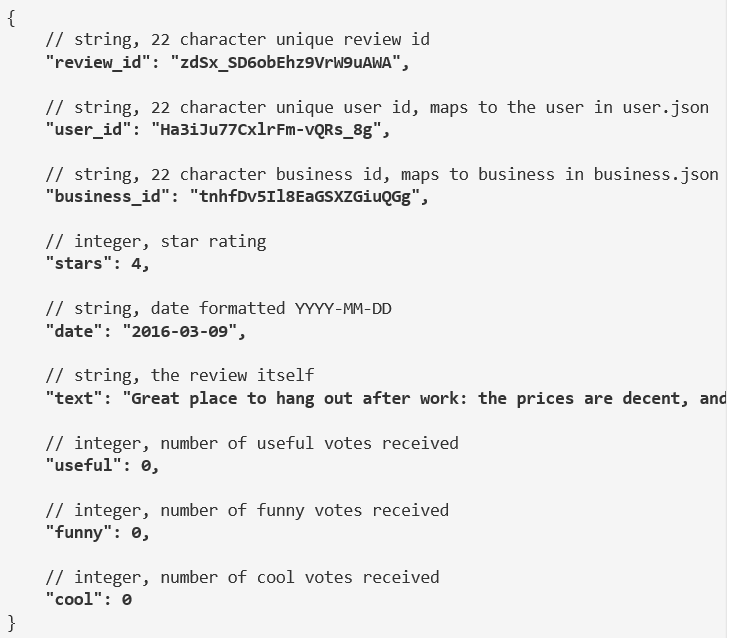 {
// string, 22 character unique review id
"review_id": "zdSx_SD6obEhz9VrW9uAWA",
// string, 22 character unique user id, maps to the user in user.json
"user_id": "Ha3iJu77CxlrFm-vQRs_8g",
// string, 22 character business id, maps to business in business.json
"business_id": "tnhfDv5Il8EaGSXZGiuQGg",
// integer, star rating
"stars": 4,
// string, date formatted YYYY-MM-DD
"date": "2016-03-09",
// string, the review itself
"text": "Great place to hang out after work: the prices are decent, and
// integer, number of useful votes received
"useful": 0,
// integer, number of funny votes received
"funny": 0,
// integer, number of cool votes received
"cool": 0
}